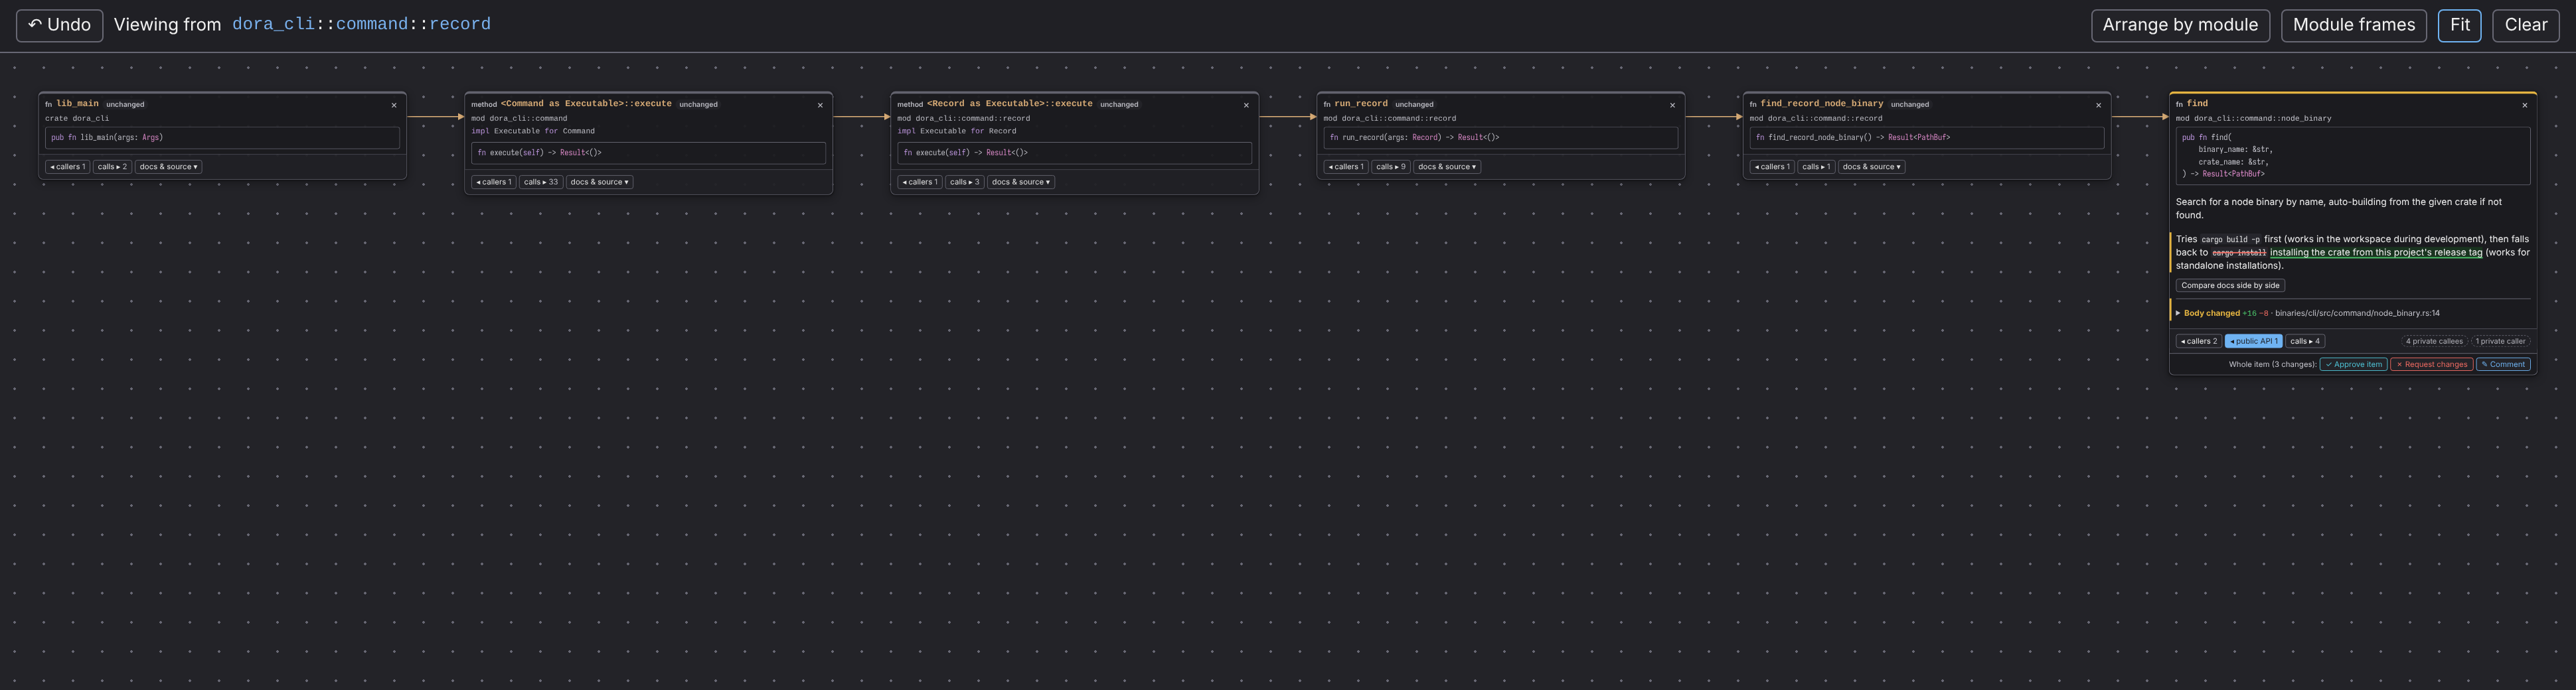 ↶ Undo Viewing from dora_cli::command::record Arrange by module Module frames Fit Clear
fn lib_main unchanged ×
crate dora_cli
pub fn lib_main(args: Args)
◂ callers 1 calls ▸ 2 docs & source ▾
method <Command as Executable>::execute unchanged ×
mod dora_cli::command
impl Executable for Command
fn execute(self) -> Result<()>
◂ callers 1 calls ▸ 33 docs & source ▾
method <Record as Executable>::execute unchanged ×
mod dora_cli::command::record
impl Executable for Record
fn execute(self) -> Result<()>
◂ callers 1 calls ▸ 3 docs & source ▾
fn run_record unchanged ×
mod dora_cli::command::record
fn run_record(args: Record) -> Result<()>
◂ callers 1 calls ▸ 9 docs & source ▾
fn find_record_node_binary unchanged ×
mod dora_cli::command::record
fn find_record_node_binary() -> Result<PathBuf>
◂ callers 1 calls ▸ 1 docs & source ▾
fn find ×
mod dora_cli::command::node_binary
pub fn find(
binary_name: &str,
crate_name: &str,
) -> Result<PathBuf>
Search for a node binary by name, auto-building from the given crate if not
found.
Tries cargo build -p first (works in the workspace during development), then falls
back to cargo install installing the crate from this project's release tag (works for
standalone installations).
Compare docs side by side
▶ Body changed +16 −8 · binaries/cli/src/command/node_binary.rs:14
◂ callers 2 ◂ public API 1 calls ▸ 4 4 private callees 1 private caller
Whole item (3 changes): ✓ Approve item × Request changes ✎ Comment